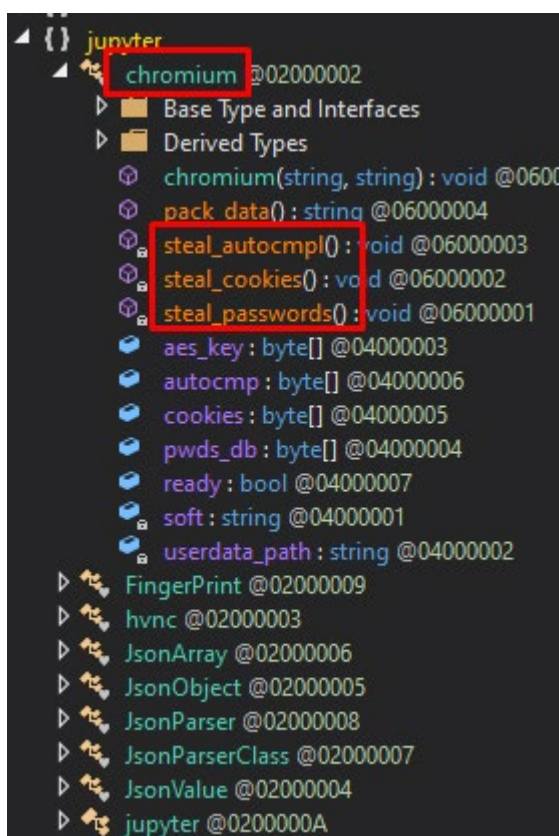 { } jupyter
chromium @02000002
Base Type and Interfaces
Derived Types
chromium(string, string) : void @0600
pack_data() : string @06000004
steal_autocmpl() : void @06000003
steal_cookies() : void @06000002
steal_passwords() : void @06000001
aes_key : byte[] @04000003
autocmp : byte[] @04000006
cookies : byte[] @04000005
pwds_db : byte[] @04000004
ready : bool @04000007
soft : string @04000001
userdata_path : string @04000002
FingerPrint @02000009
hvnc @02000003
JsonArray @02000006
JsonObject @02000005
JsonParser @02000008
JsonParserClass @02000007
JsonValue @02000004
jupyter @0200000A